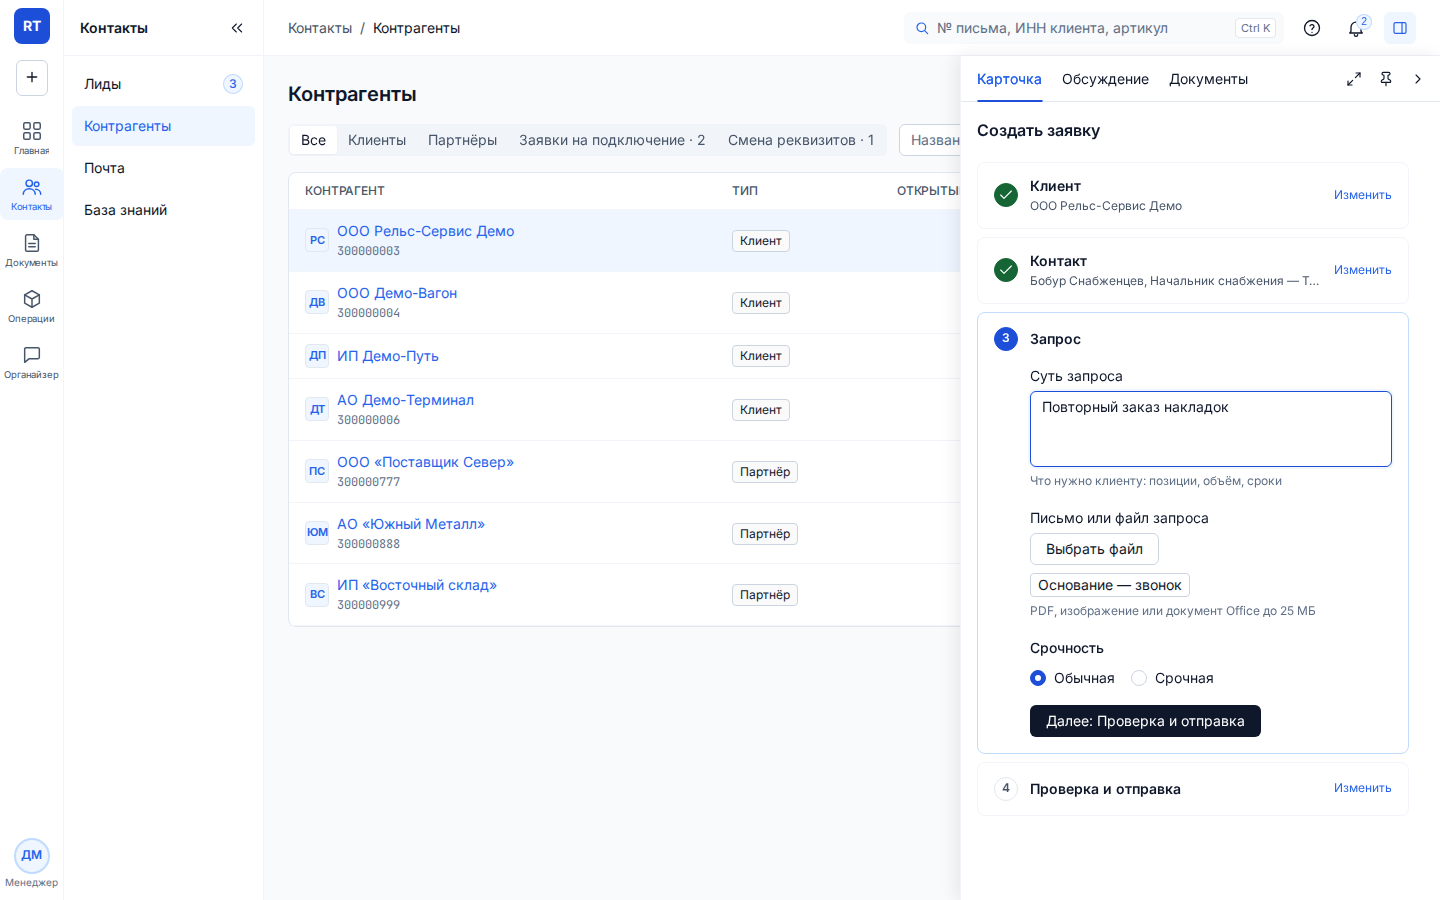 RT
Главная
Контакты
Документы
Операции
Органайзер
ДМ
Менеджер
Контакты
Лиды
3
Контрагенты
Почта
База знаний
Контакты / Контрагенты
№ письма, ИНН клиента, артикул
Ctrl K
2
Контрагенты
Все
Клиенты
Партнёры
Заявки на подключение · 2
Смена реквизитов · 1
Назван
КОНТРАГЕНТ ТИП ОТКРЫТЫ
РС ООО Рельс-Сервис Демо Клиент
300000003
ДВ ООО Демо-Вагон Клиент
300000004
ДП ИП Демо-Путь Клиент
ДТ АО Демо-Терминал Клиент
300000006
ПС ООО «Поставщик Север» Партнёр
300000777
ЮМ АО «Южный Металл» Партнёр
300000888
ВС ИП «Восточный склад» Партнёр
300000999
Карточка Обсуждение Документы
Создать заявку
Клиент
ООО Рельс-Сервис Демо
Изменить
Контакт
Бобур Снабженцев, Начальник снабжения — Т...
Изменить
3 Запрос
Суть запроса
Повторный заказ накладок
Что нужно клиенту: позиции, объём, сроки
Письмо или файл запроса
Выбрать файл
Основание — звонок
PDF, изображение или документ Office до 25 МБ
Срочность
Обычная Срочная
Далее: Проверка и отправка
4 Проверка и отправка Изменить